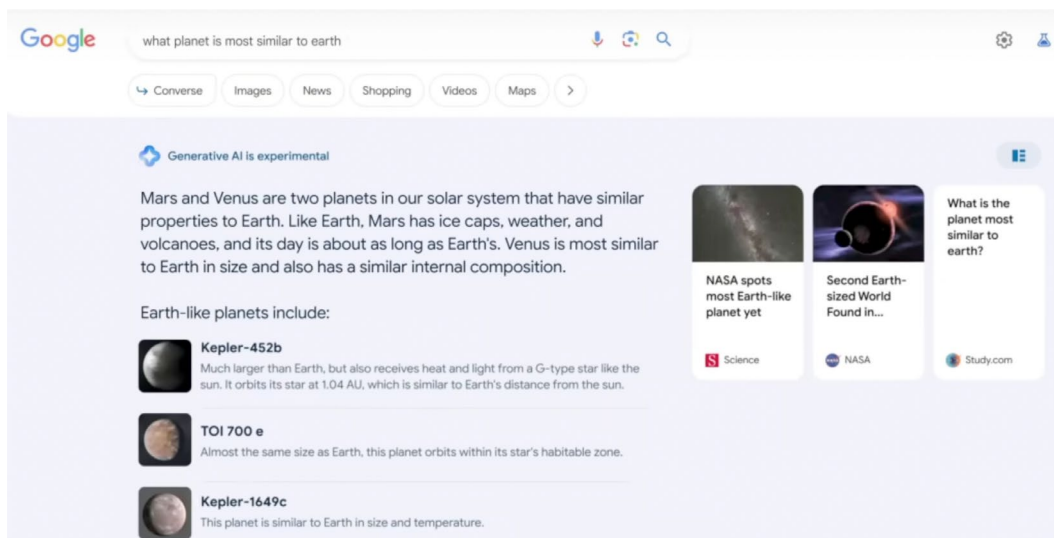 Google
what planet is most similar to earth
Converse
Images
News
Shopping
Videos
Maps
Generative AI is experimental
Mars and Venus are two planets in our solar system that have similar
properties to Earth. Like Earth, Mars has ice caps, weather, and
volcanoes, and its day is about as long as Earth's. Venus is most similar
to Earth in size and also has a similar internal composition.
Earth-like planets include:
Kepler-452b
Much larger than Earth, but also receives heat and light from a G-type star like the
sun. It orbits its star at 1.04 AU, which is similar to Earth's distance from the sun.
TOI 700 e
Almost the same size as Earth, this planet orbits within its star's habitable zone.
Kepler-1649c
This planet is similar to Earth in size and temperature.
NASA spots
most Earth-like
planet yet
S Science
Second Earth-
sized World
Found in...
NASA
What is the
planet most
similar to
earth?
Study.com